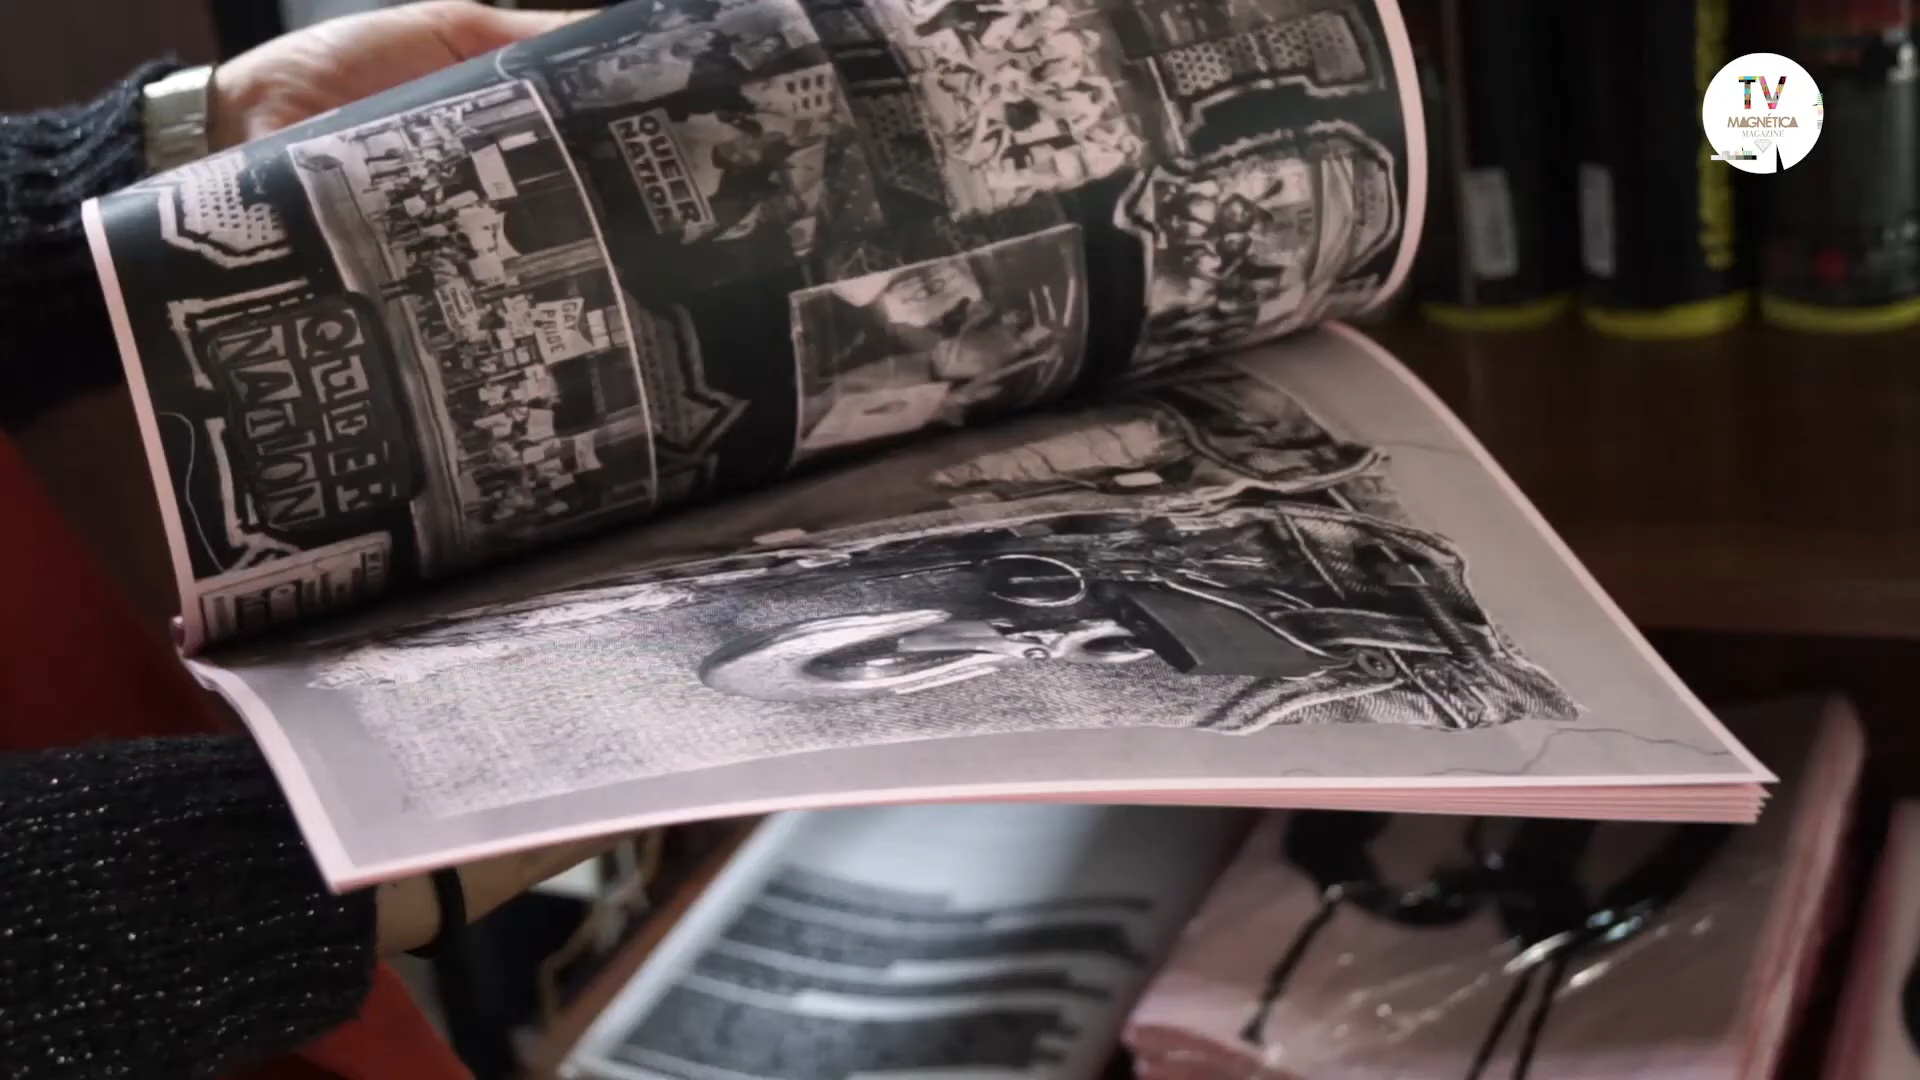 TV
MAGNÉTICA
MAGAZINE
QUEER
NATION
GAY
PRIDE
QUEER
NATION